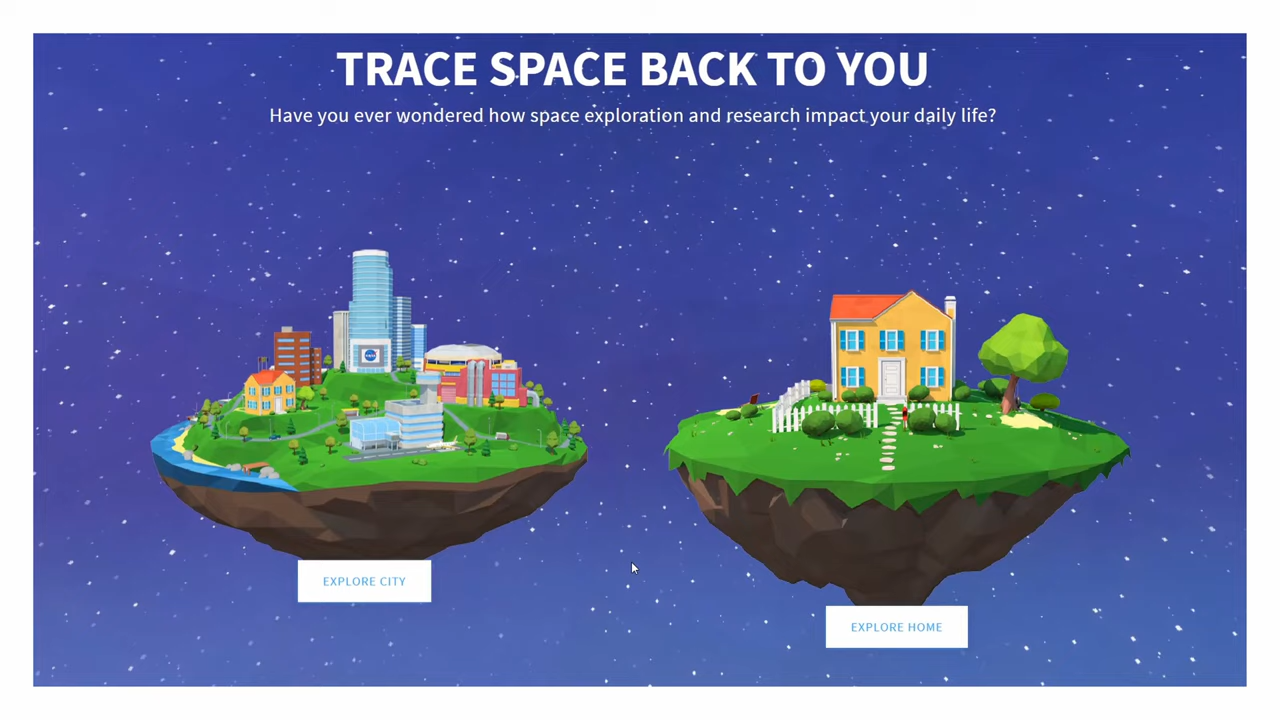 TRACE SPACE BACK TO YOU
Have you ever wondered how space exploration and research impact your daily life?
NASA
EXPLORE CITY
EXPLORE HOME